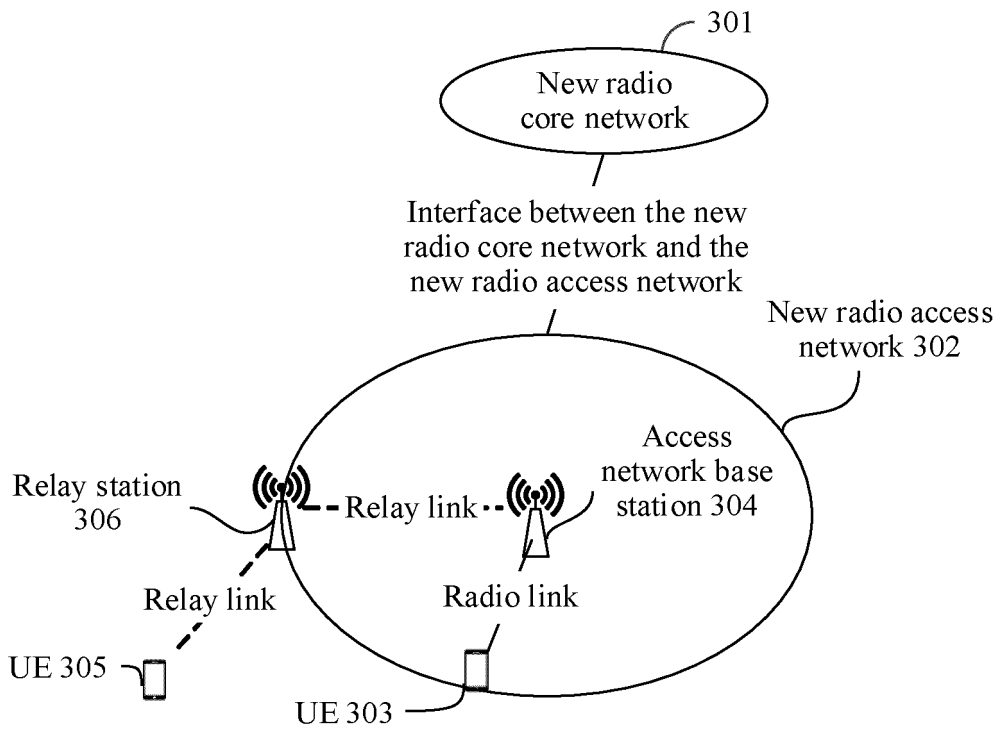 301
New radio
core network
Interface between the new
radio core network and the
new radio access network
New radio access
network 302
Access
network base
station 304
Relay station
306
Relay link
Relay link
Radio link
UE 305
UE 303